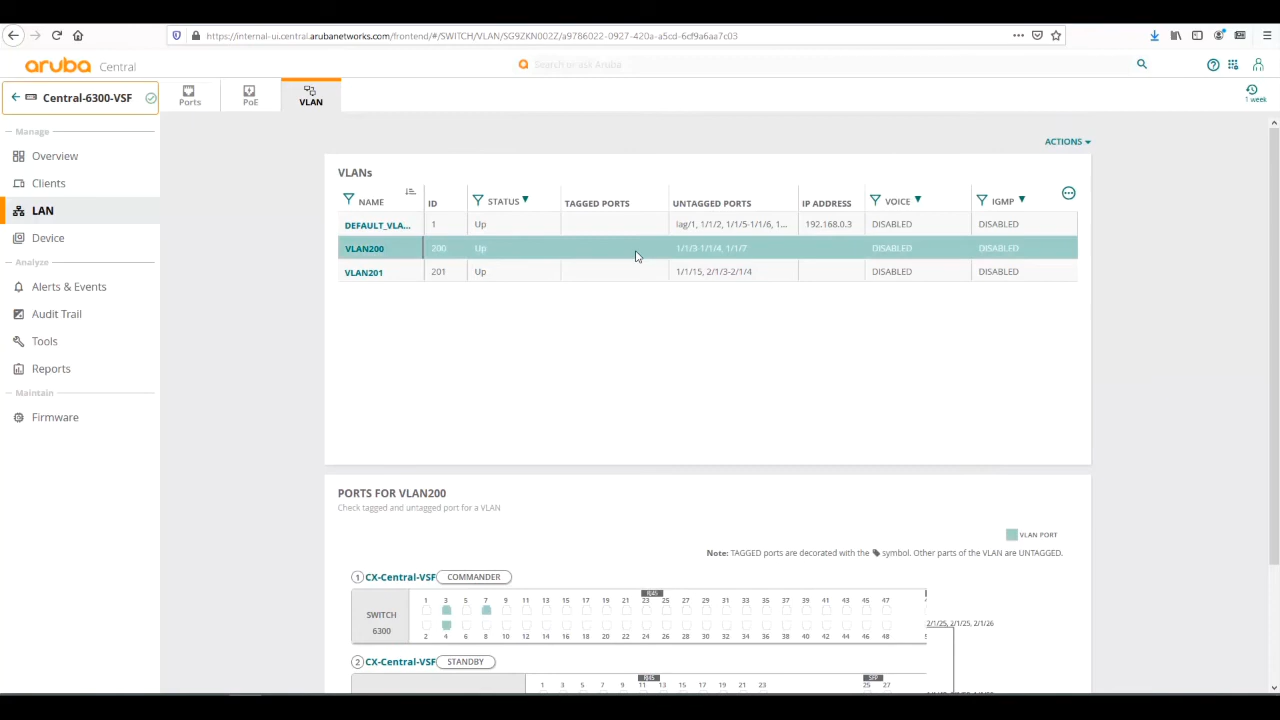 https://internal-ui.central.arubanetworks.com/frontend/#/SWITCH/VLAN/SG9ZKN002Z/a9786022-0927-420a-a5cd-6cf9a6aa7c03
aruba Central
Search or ask Aruba
Central-6300-VSF
Ports
PoE
VLAN
1 week
Manage
Overview
Clients
LAN
Device
Analyze
Alerts & Events
Audit Trail
Tools
Reports
Maintain
Firmware
ACTIONS
VLANs
NAME ID STATUS TAGGED PORTS UNTAGGED PORTS IP ADDRESS VOICE IGMP
DEFAULT_VLA... 1 Up lag/1, 1/1/2, 1/1/5-1/1/6, 1... 192.168.0.3 DISABLED DISABLED
VLAN200 200 Up 1/1/3-1/1/4, 1/1/7 DISABLED DISABLED
VLAN201 201 Up 1/1/15, 2/1/3-2/1/4 DISABLED DISABLED
PORTS FOR VLAN200
Check tagged and untagged port for a VLAN
VLAN PORT
Note: TAGGED ports are decorated with the symbol. Other parts of the VLAN are UNTAGGED.
1 CX-Central-VSF COMMANDER
RJ45
1 3 5 7 9 11 13 15 17 19 21 23 25 27 29 31 33 35 37 39 41 43 45 47
SWITCH
6300
2/1/25, 2/1/25, 2/1/26
2 4 6 8 10 12 14 16 18 20 22 24 26 28 30 32 34 36 38 40 42 44 46 48
2 CX-Central-VSF STANDBY
RJ45 SFP
1 3 5 7 9 11 13 15 17 19 21 23 25 27